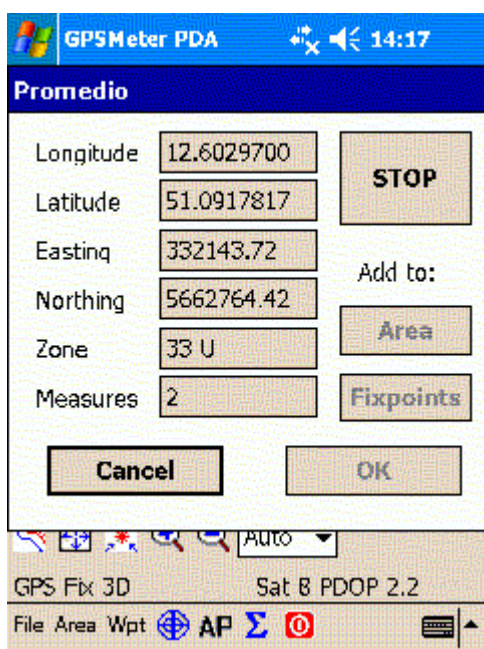 GPSMeter PDA 14:17
Promedio
Longitude 12.6029700
STOP
Latitude 51.0917817
Easting 332143.72
Add to:
Northing 5662764.42
Area
Zone 33 U
Measures 2
Fixpoints
Cancel OK
Auto
GPS Fix 3D Sat 8 PDOP 2.2
File Area Wpt AP Σ